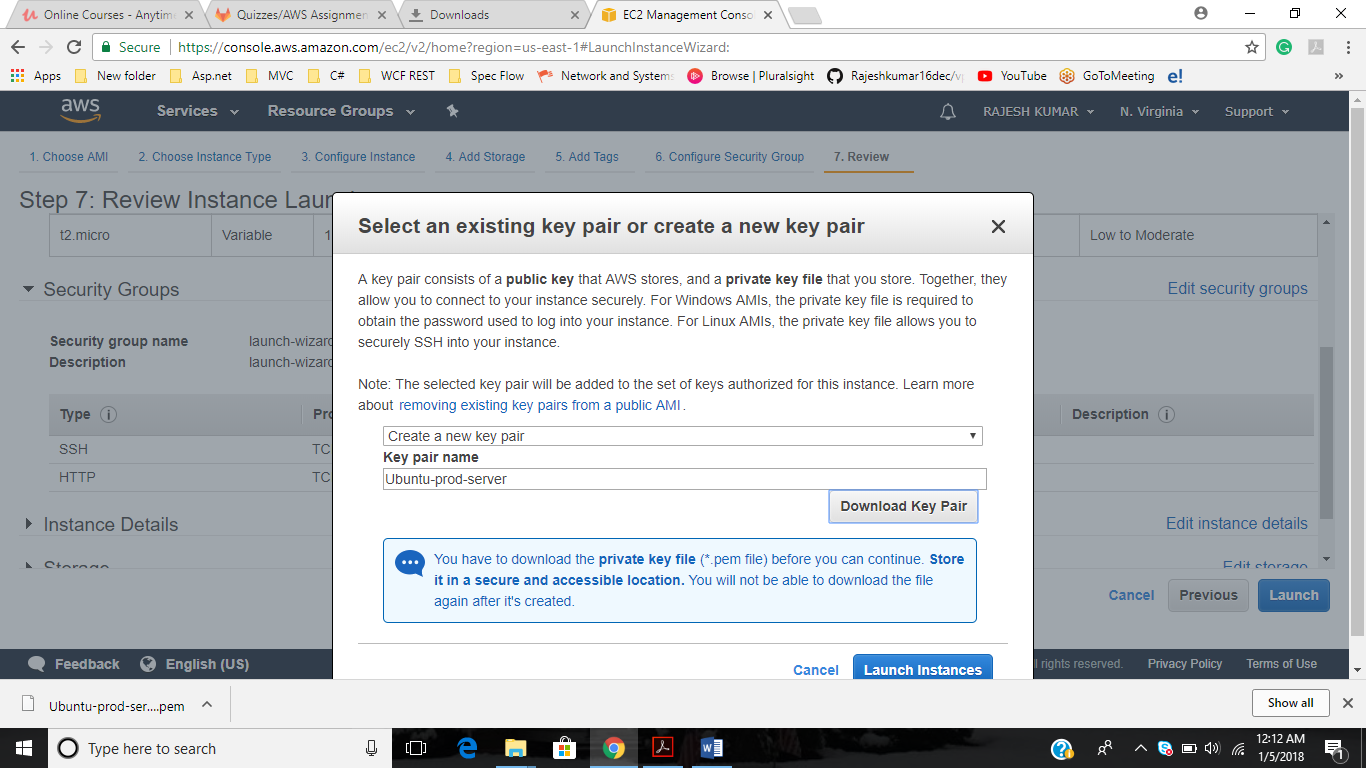 Online Courses - Anytim
Quizzes/AWS Assignmen
Downloads
EC2 Management Conso
Secure
https://console.aws.amazon.com/ec2/v2/home?region=us-east-1#LaunchInstanceWizard:
Apps
New folder
Asp.net
MVC
C#
WCF REST
Spec Flow
Network and Systems
Browse | Pluralsight
Rajeshkumar16dec/vp
YouTube
GoToMeeting
e!
»
aws
Services
Resource Groups
RAJESH KUMAR
N. Virginia
Support
1. Choose AMI
2. Choose Instance Type
3. Configure Instance
4. Add Storage
5. Add Tags
6. Configure Security Group
7. Review
Step 7: Review Instance Laun
t2.micro
Variable
1
Low to Moderate
Security Groups
Edit security groups
Security group name
launch-wizard
Description
launch-wizard
Type
Pro
Description
SSH
TC
HTTP
TC
Instance Details
Edit instance details
Storage
Edit storage
Cancel
Previous
Launch
Select an existing key pair or create a new key pair
A key pair consists of a public key that AWS stores, and a private key file that you store. Together, they
allow you to connect to your instance securely. For Windows AMIs, the private key file is required to
obtain the password used to log into your instance. For Linux AMIs, the private key file allows you to
securely SSH into your instance.
Note: The selected key pair will be added to the set of keys authorized for this instance. Learn more
about removing existing key pairs from a public AMI.
Create a new key pair
Key pair name
Ubuntu-prod-server
Download Key Pair
You have to download the private key file (*.pem file) before you can continue. Store
it in a secure and accessible location. You will not be able to download the file
again after it's created.
Cancel
Launch Instances
Feedback
English (US)
l rights reserved.
Privacy Policy
Terms of Use
Ubuntu-prod-ser....pem
Show all
Type here to search
12:12 AM
1/5/2018
1